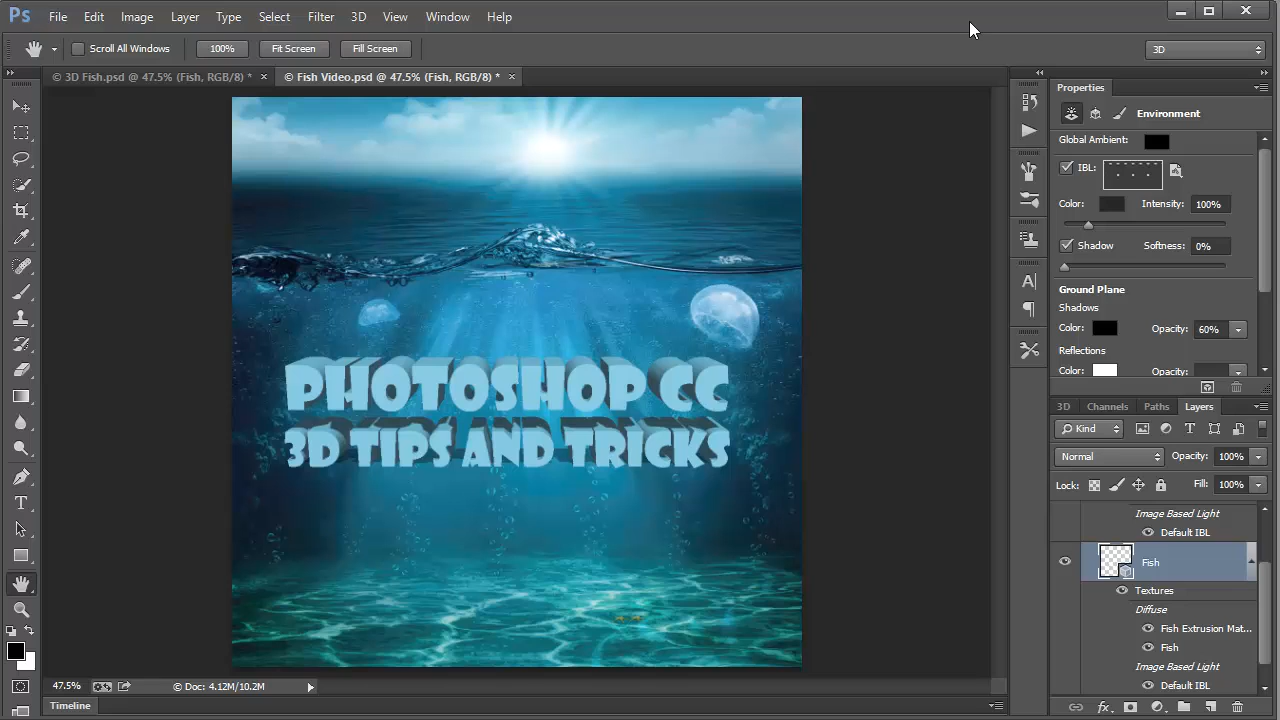 Ps File Edit Image Layer Type Select Filter 3D View Window Help
Scroll All Windows 100% Fit Screen Fill Screen 3D
© 3D Fish.psd @ 47.5% (Fish, RGB/8) * × © Fish Video.psd @ 47.5% (Fish, RGB/8) * ×
Properties
Environment
Global Ambient:
IBL:
Color: Intensity: 100%
Shadow Softness: 0%
Ground Plane
Shadows
Color: Opacity: 60%
Reflections
Color: Opacity:
PHOTOSHOP CC
3D TIPS AND TRICKS
3D Channels Paths Layers
Kind
Normal Opacity: 100%
Lock: Fill: 100%
Image Based Light
Default IBL
Fish
Textures
Diffuse
Fish Extrusion Mat...
Fish
Image Based Light
Default IBL
47.5% © Doc: 4.12M/10.2M
Timeline